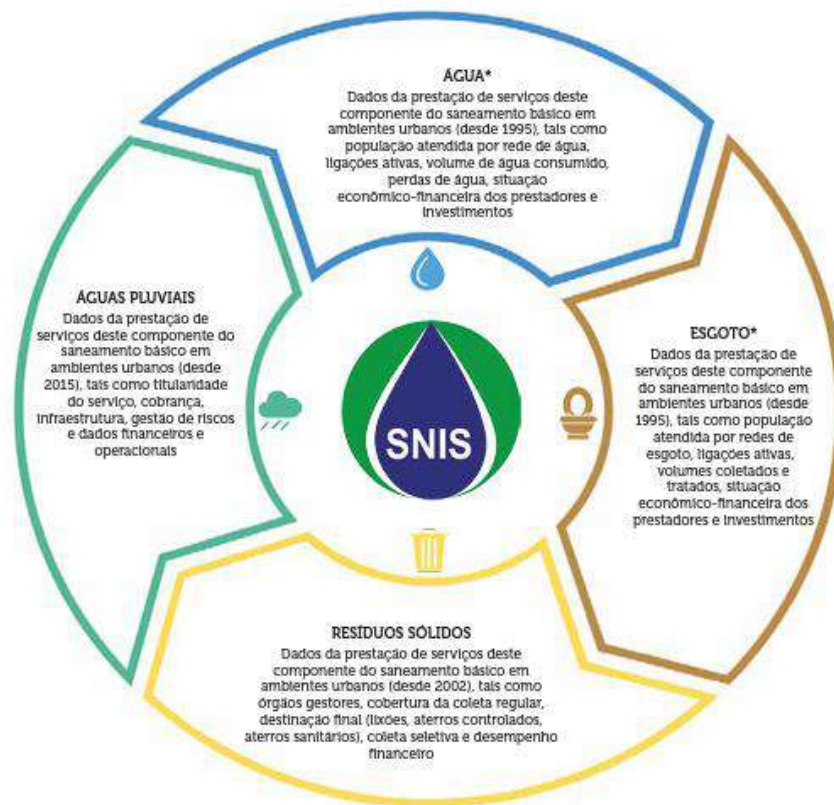 ÁGUA*
Dados da prestação de serviços deste
componente do saneamento básico em
ambientes urbanos (desde 1995), tais como
população atendida por rede de água,
ligações ativas, volume de água consumido,
perdas de água, situação
econômico-financeira dos prestadores e
investimentos
ÁGUAS PLUVIAIS
Dados da prestação de
serviços deste componente do
saneamento básico em
ambientes urbanos (desde
2015), tais como titularidade
do serviço, cobrança,
infraestrutura, gestão de riscos
e dados financeiros e
operacionais
SNIS
ESGOTO*
Dados da prestação de
serviços deste componente
do saneamento básico em
ambientes urbanos (desde
1995), tais como população
atendida por redes de
esgoto, ligações ativas,
volumes coletados e
tratados, situação
econômico-financeira dos
prestadores e investimentos
RESÍDUOS SÓLIDOS
Dados da prestação de serviços deste
componente do saneamento básico em
ambientes urbanos (desde 2002), tais como
órgãos gestores, cobertura da coleta regular,
destinação final (lixões, aterros controlados,
aterros sanitários), coleta seletiva e desempenho
financeiro